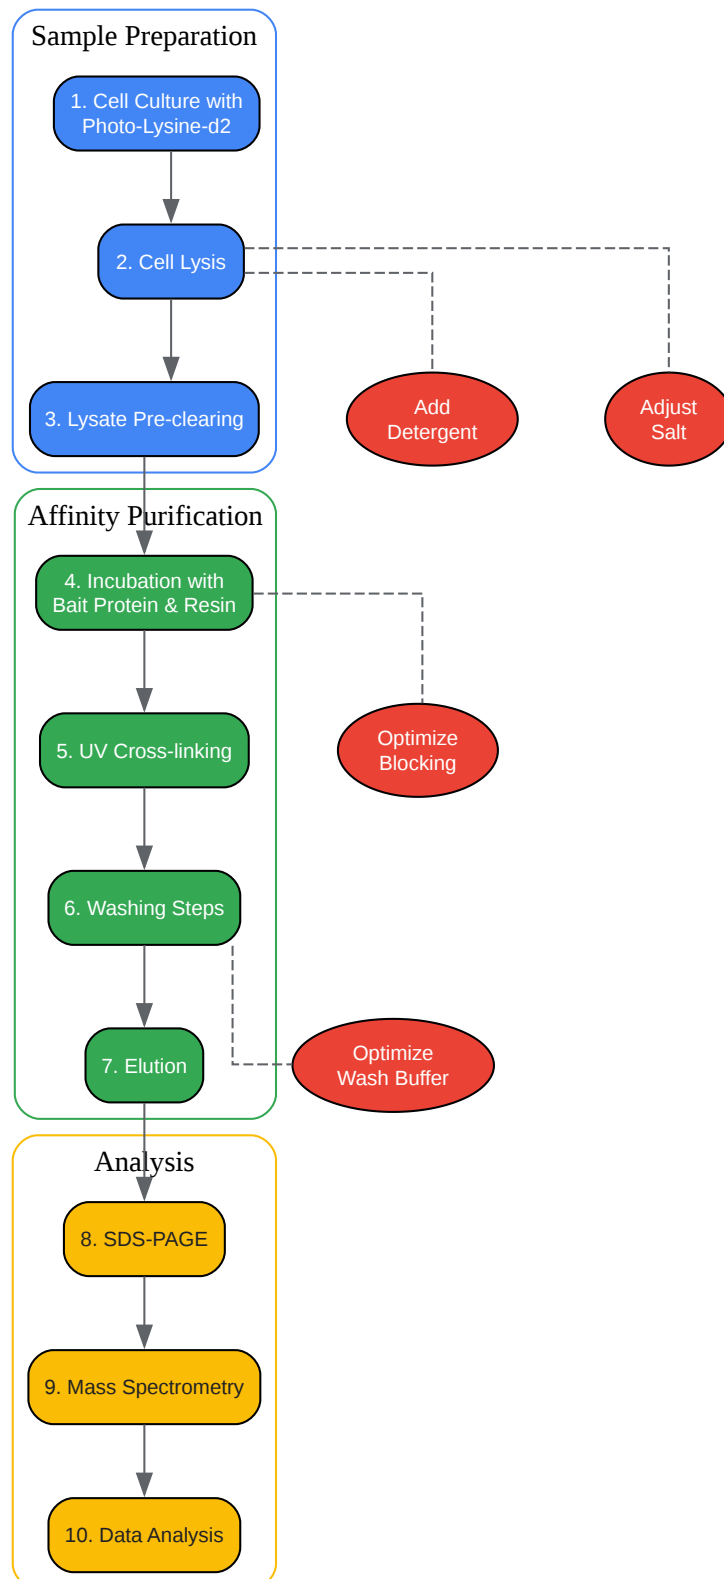 Sample Preparation
1. Cell Culture with
Photo-Lysine-d2
2. Cell Lysis
3. Lysate Pre-clearing
Add
Detergent
Adjust
Salt
Affinity Purification
4. Incubation with
Bait Protein & Resin
5. UV Cross-linking
Optimize
Blocking
6. Washing Steps
7. Elution
Optimize
Wash Buffer
Analysis
8. SDS-PAGE
9. Mass Spectrometry
10. Data Analysis